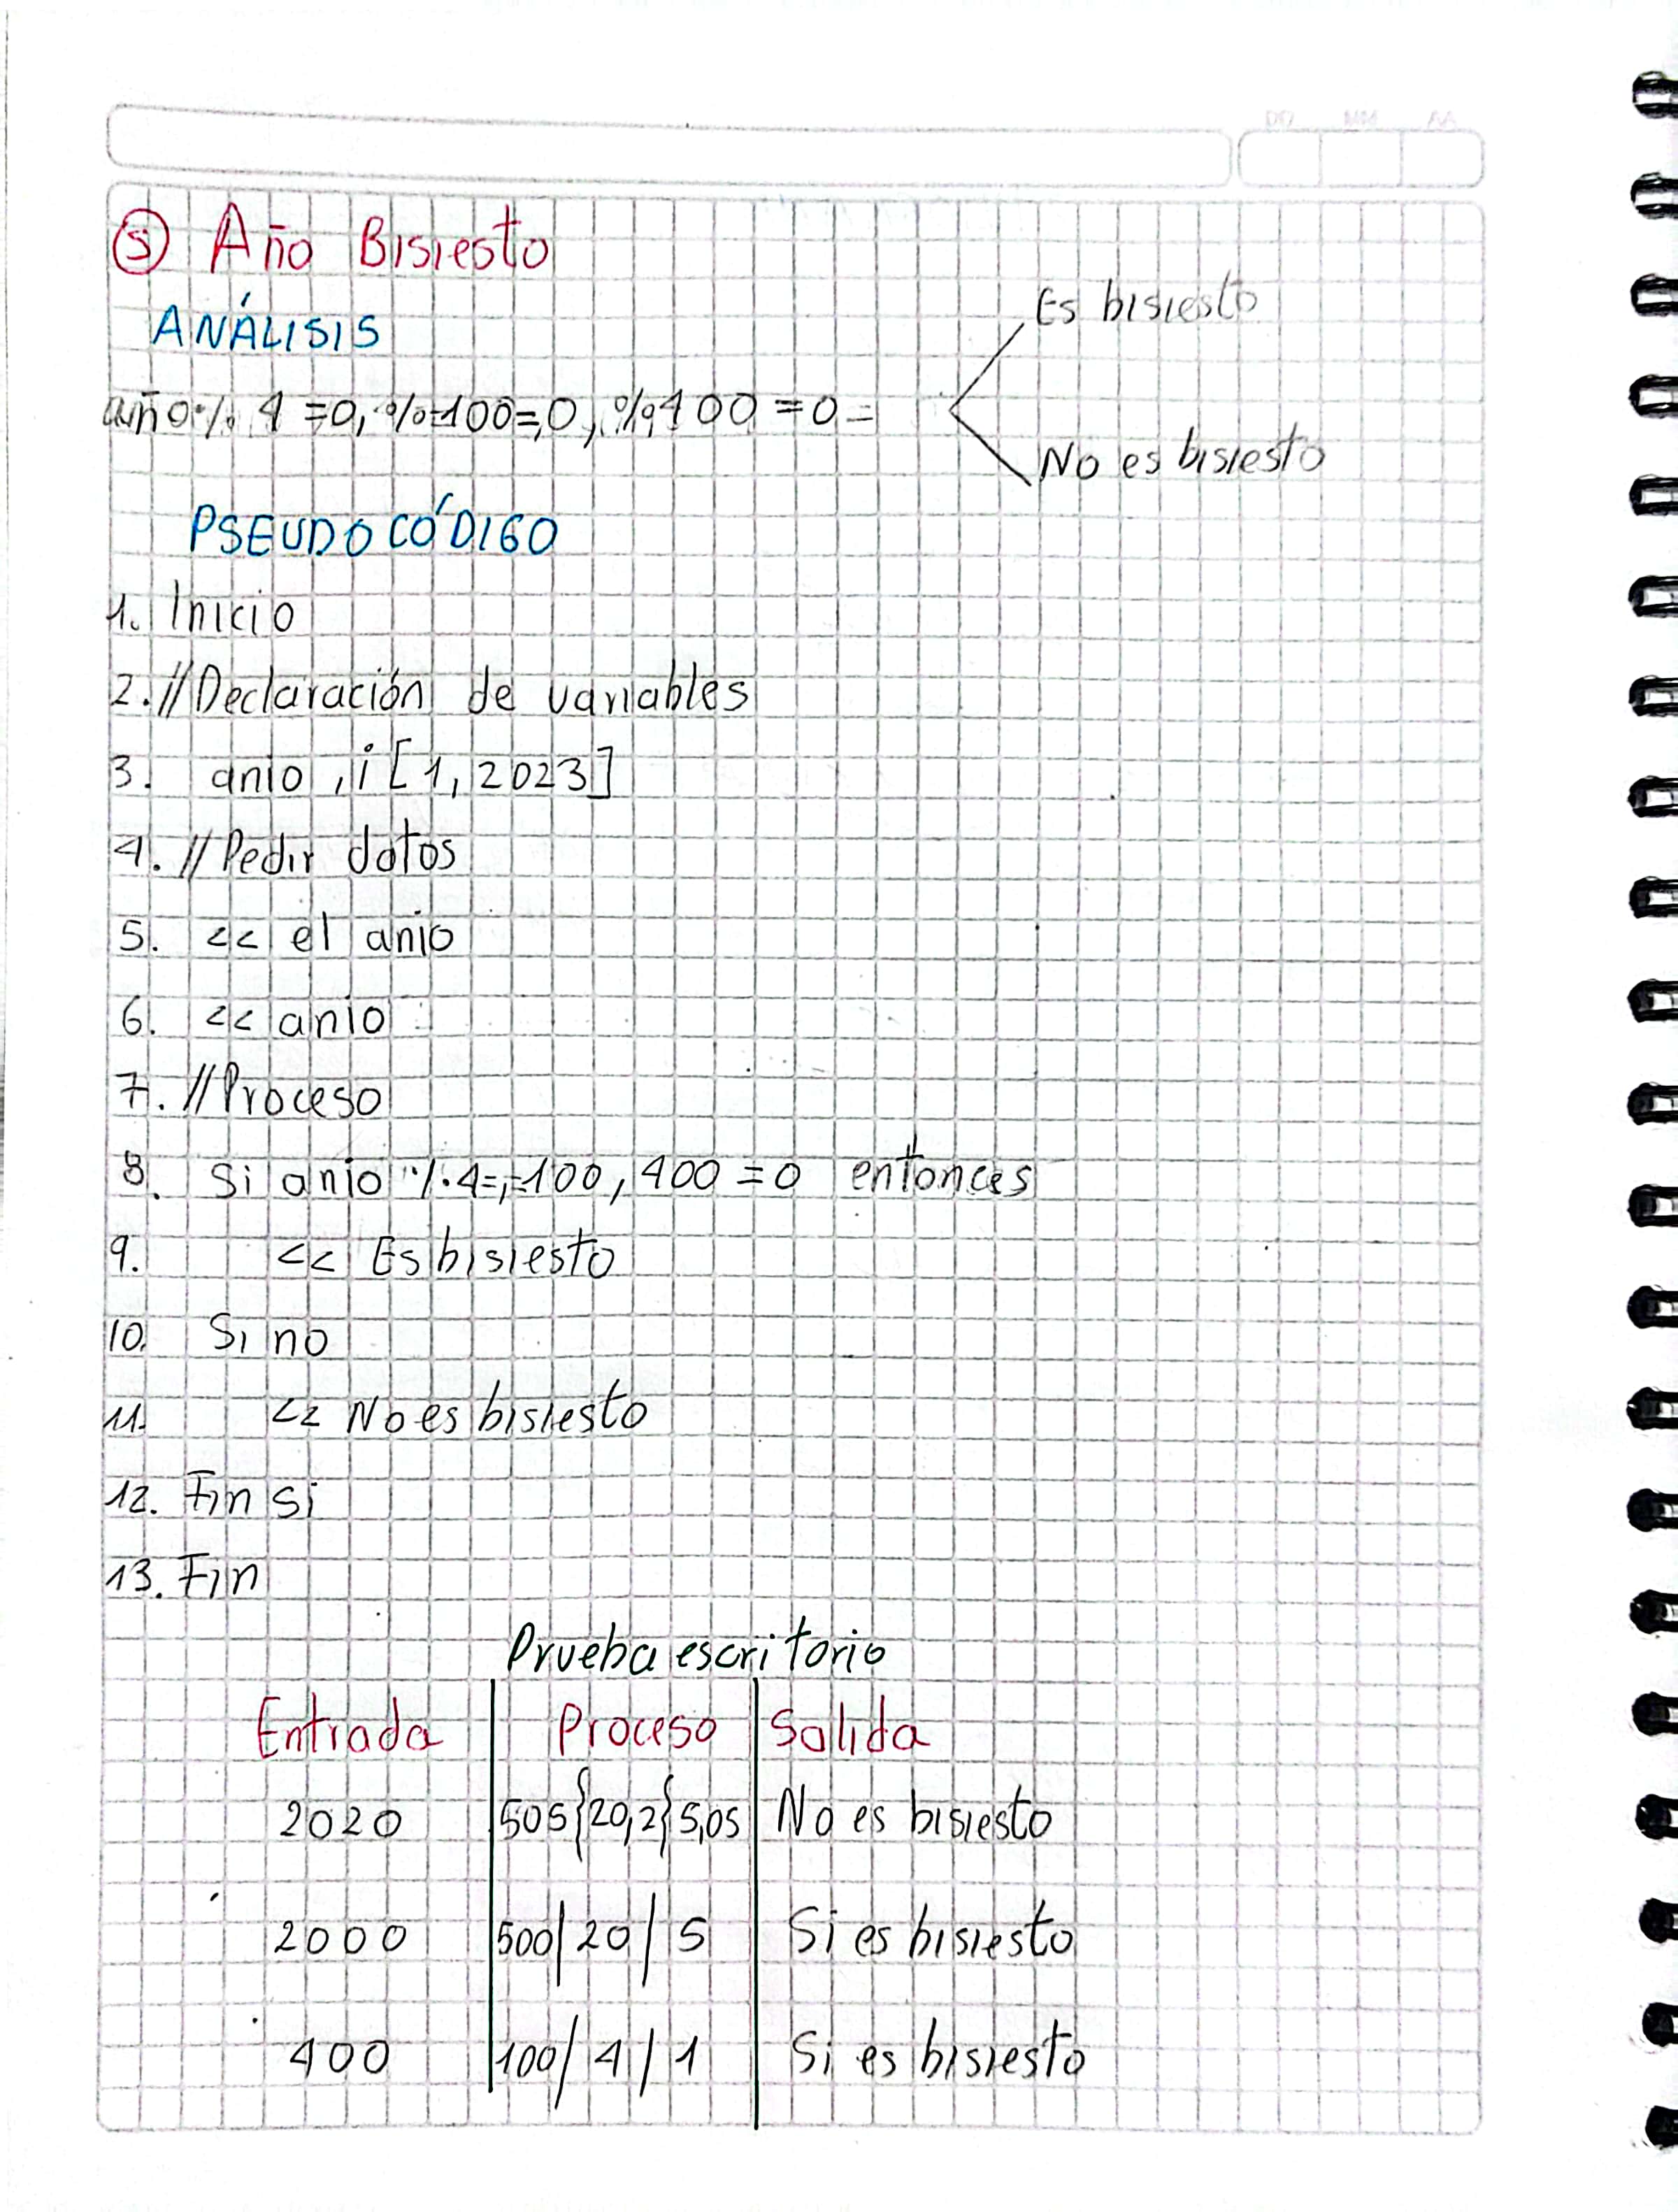 DD MM AA
5 Año Bisiesto
ANÁLISIS
Es bisiesto
año % 4 =0, %100=0, %400 =0 =
No es bisiesto
PSEUDOCÓDIGO
1. Inicio
2. //Declaración de variables
3. anio , i [1, 2023]
4. //Pedir datos
5. << el anio
6. << anio
7. //Proceso
8. Si anio % 4=,100, 400 =0 entonces
9. << Es bisiesto
10. Si no
11. << No es bisiesto
12. Fin si
13. Fin
Prueba escritorio
Entrada Proceso Salida
2020 505{20,2{5,05 No es bisiesto
2000 500/20/5 Si es bisiesto
400 100/4/1 Si es bisiesto